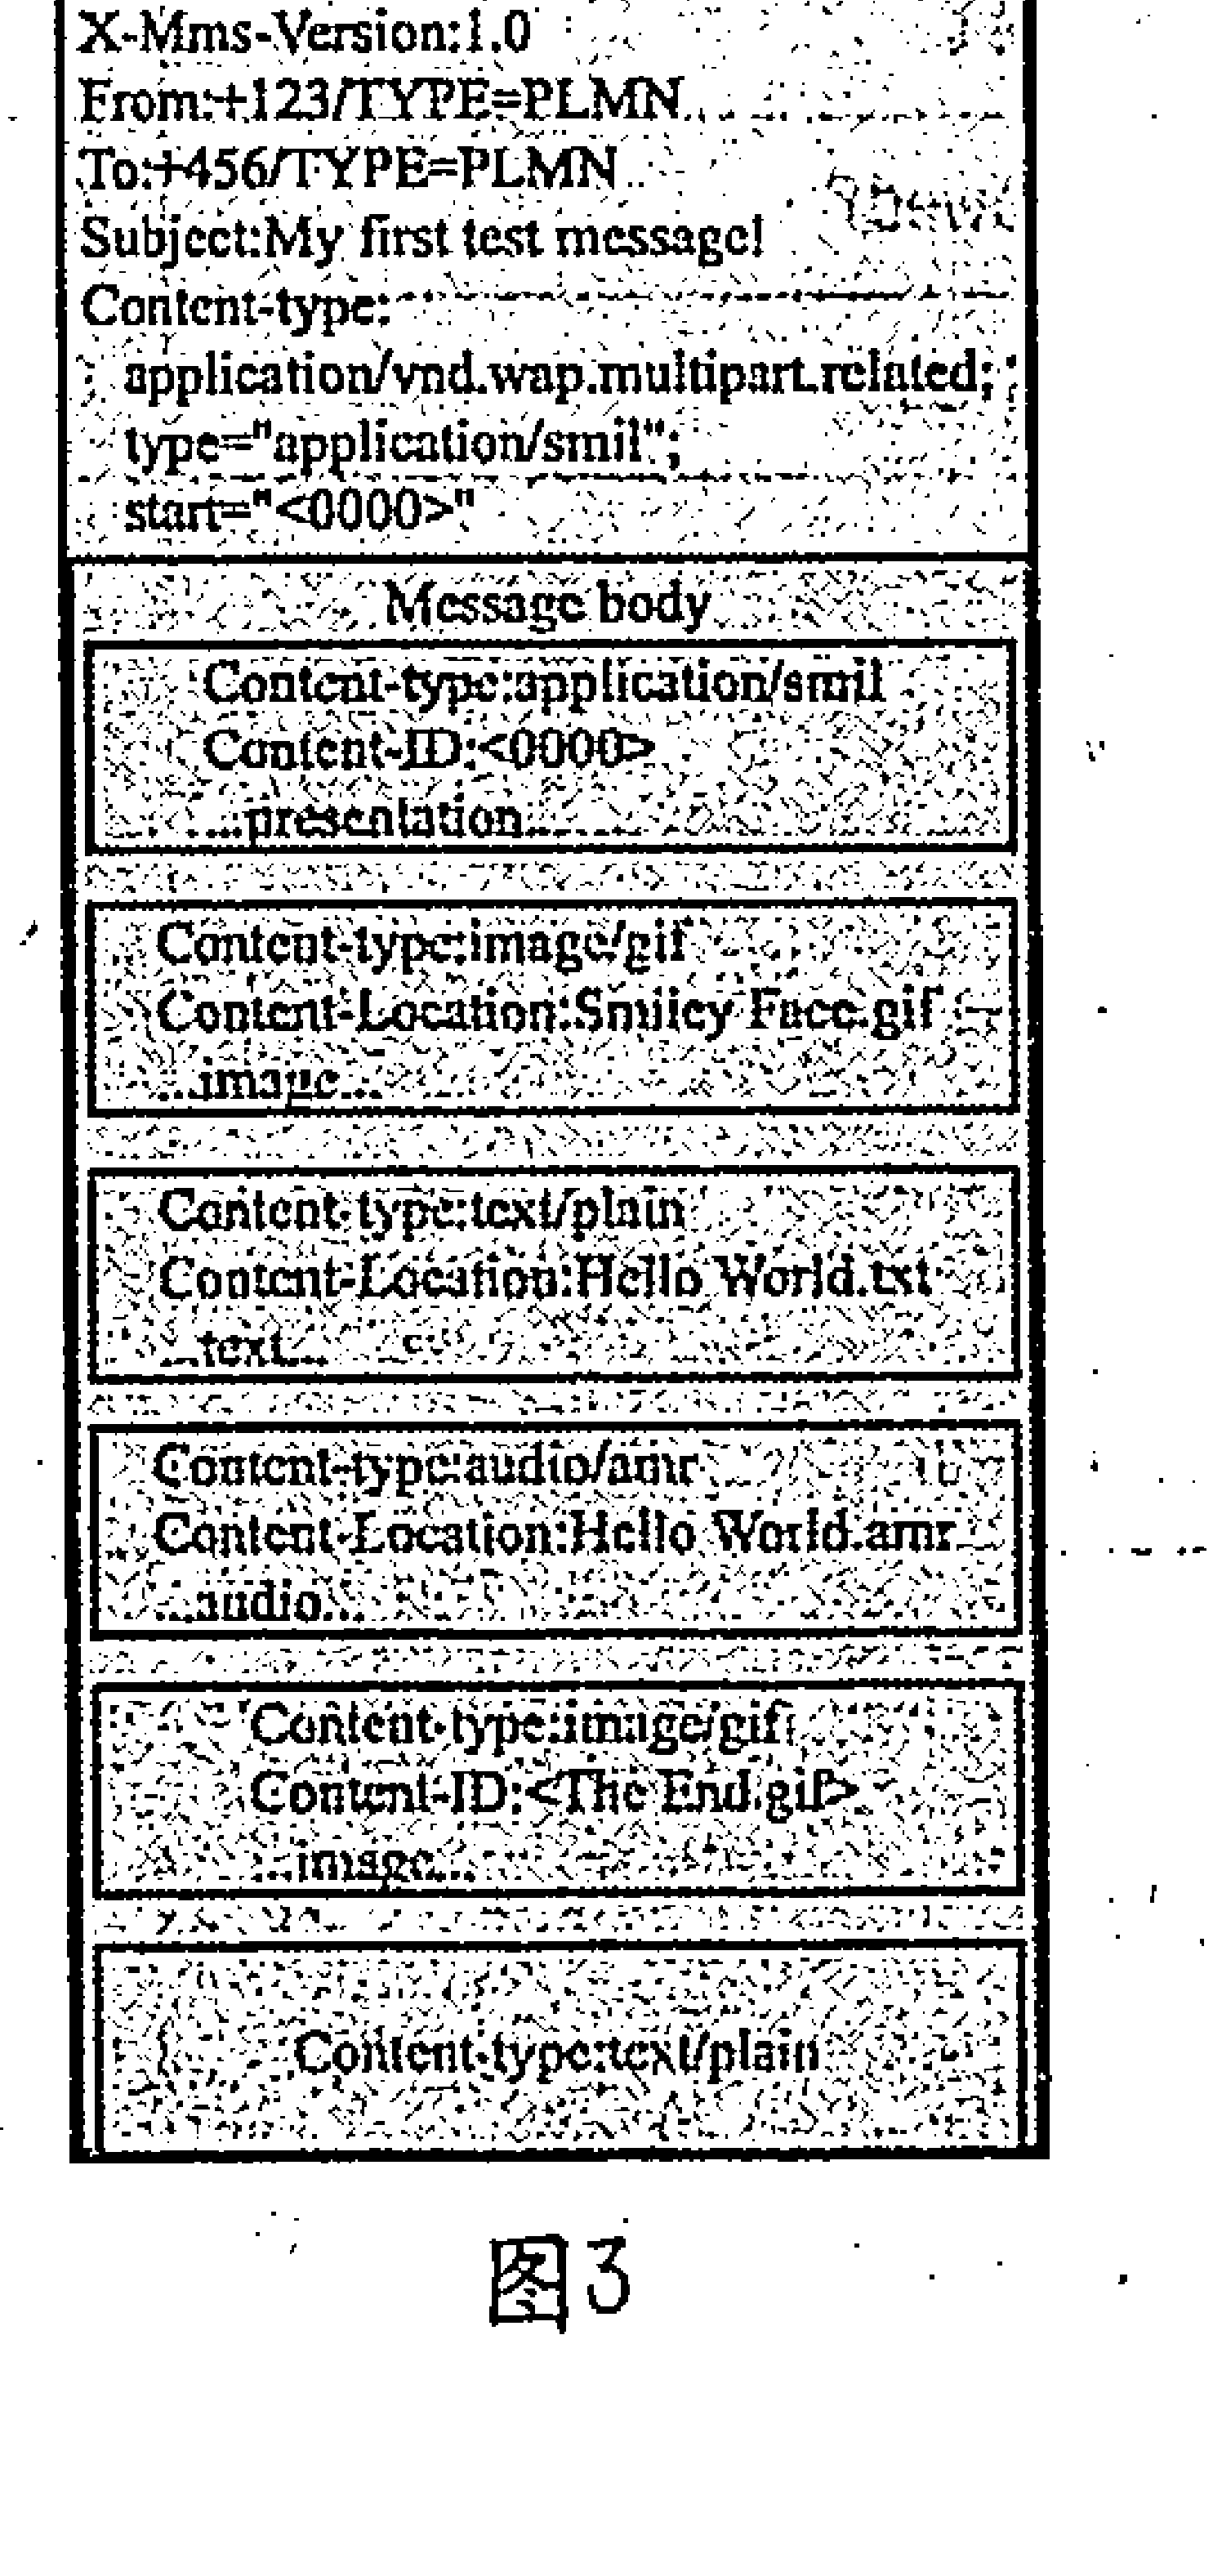 X-Mms-Version:1.0
From:+123/TYPE=PLMN
To:+456/TYPE=PLMN
Subject:My first test message!
Content-type:
application/vnd.wap.multipart.related;
type="application/smil";
start="<0000>"
Message body
Content-type:application/smil
Content-ID:<0000>
...presentation...
Content-type:image/gif
Content-Location:Smiley Face.gif
...image...
Content-type:text/plain
Content-Location:Hello World.txt
...text...
Content-type:audio/amr
Content-Location:Hello World.amr
...audio...
Content-type:image/gif
Content-ID:<The End.gif>
...image...
Content-type:text/plain
图3